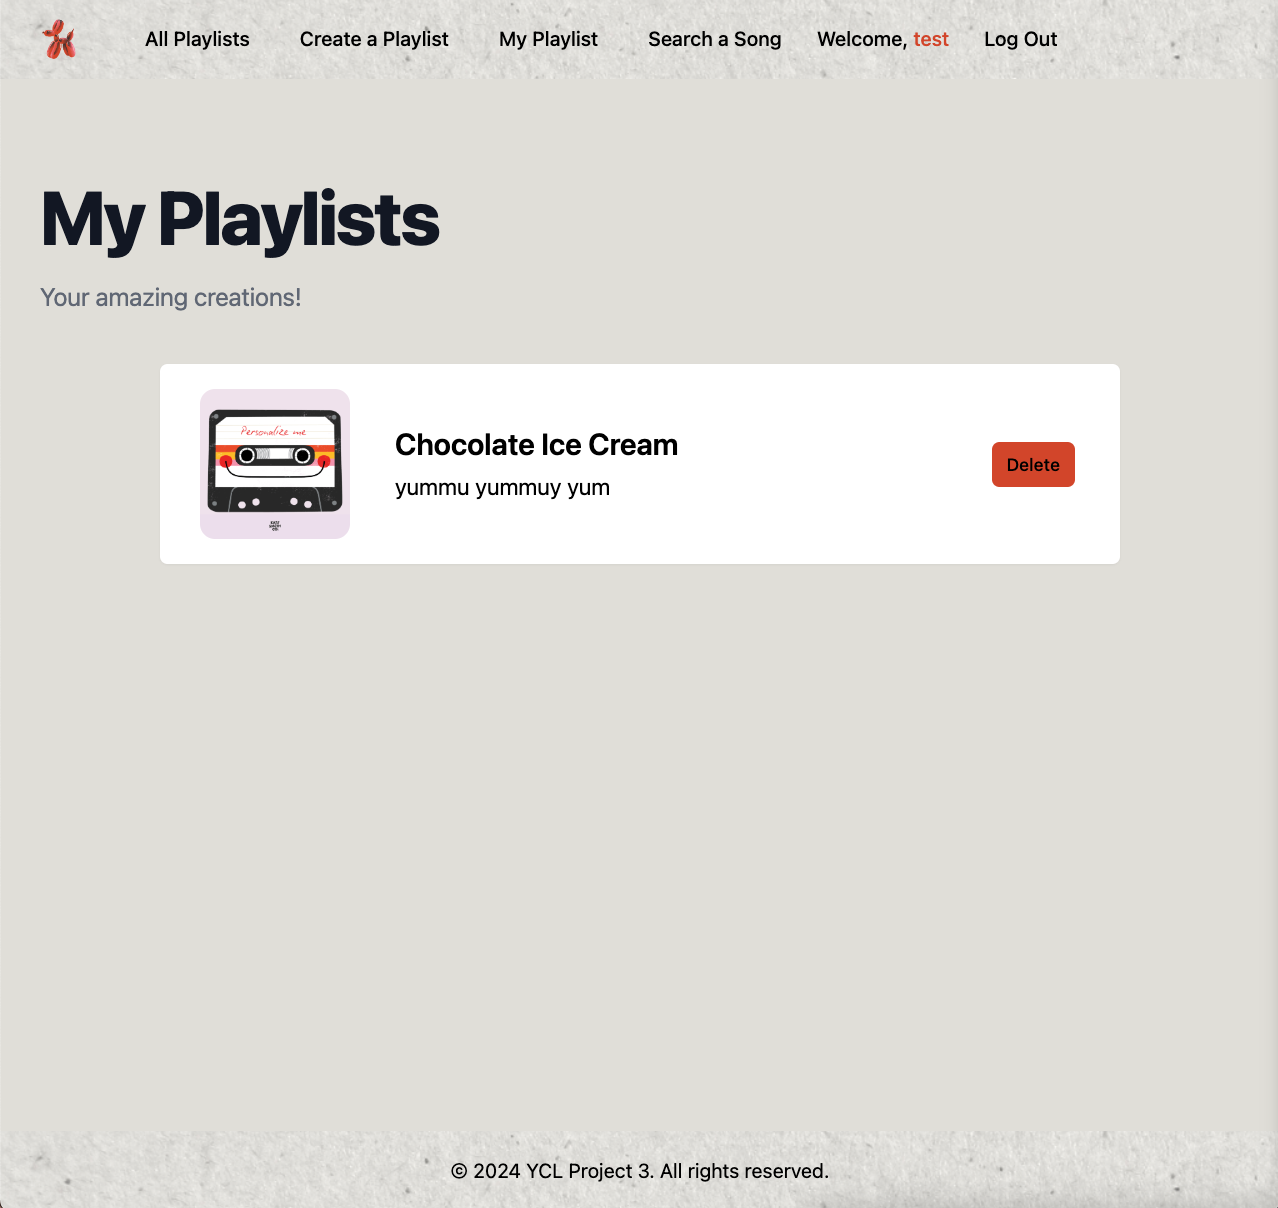 All Playlists Create a Playlist My Playlist Search a Song Welcome, test Log Out
My Playlists
Your amazing creations!
Personalize me
Chocolate Ice Cream
yummu yummuy yum
Delete
© 2024 YCL Project 3. All rights reserved.